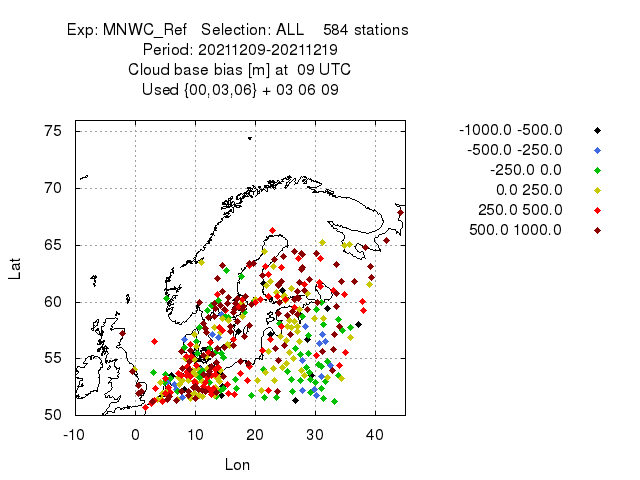 Exp: MNWC_Ref Selection: ALL 584 stations
Period: 20211209-20211219
Cloud base bias [m] at 09 UTC
Used {00,03,06} + 03 06 09
-1000.0 -500.0
-500.0 -250.0
-250.0 0.0
0.0 250.0
250.0 500.0
500.0 1000.0
75
70
65
60
55
50
Lat
-10 0 10 20 30 40
Lon